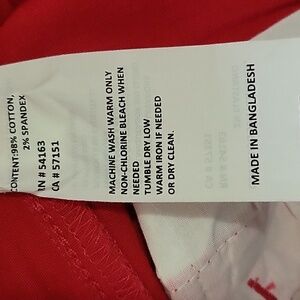 CONTENT:98% COTTON,
2% SPANDEX
IN # 54163
CA # 57151
MACHINE WASH WARM ONLY
NON-CHLORINE BLEACH WHEN
NEEDED
TUMBLE DRY LOW
WARM IRON IF NEEDED
OR DRY CLEAN.
MADE IN BANGLADESH